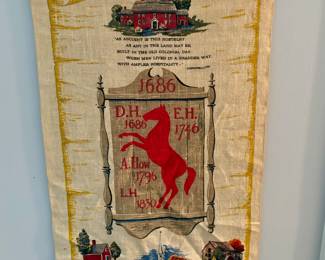 "AS ANCIENT IS THIS HOSTELRY
AS ANY IN THE LAND MAY BE
BUILT IN THE OLD COLONIAL DAY
WHEN MEN LIVED IN A GRANDER WAY
WITH AMPLER HOSPITALITY"
1686
D.H.
1686
E.H.
1746
A.How
1796
L.H.
1830